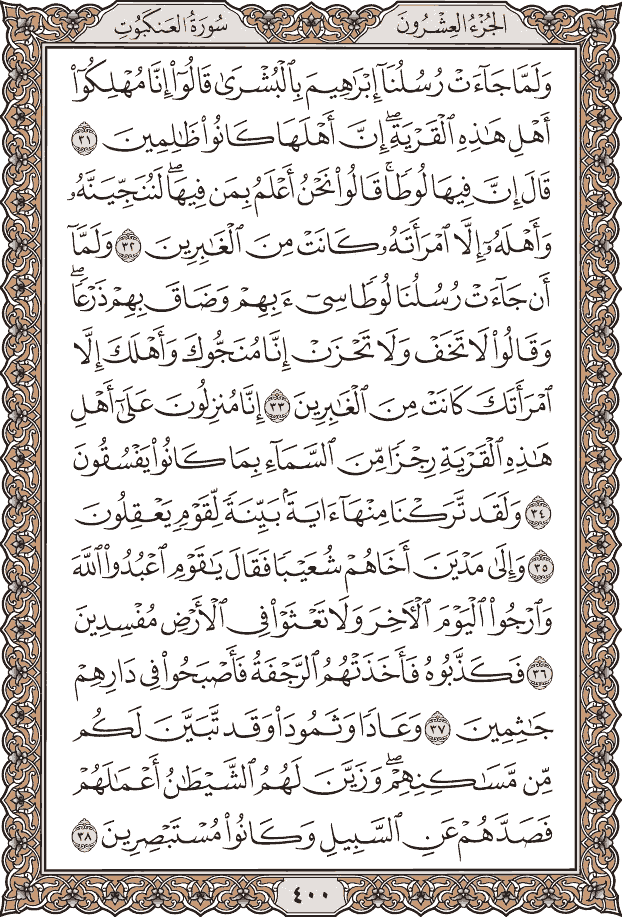 الجُزْءُ العِشْرُونَ
سُورَةُ العَنكَبُوتِ
وَلَمَّا جَآءَتْ رُسُلُنَآ إِبْرَٰهِيمَ بِٱلْبُشْرَىٰ قَالُوٓا۟ إِنَّا مُهْلِكُوٓا۟
أَهْلِ هَٰذِهِ ٱلْقَرْيَةِ ۖ إِنَّ أَهْلَهَا كَانُوا۟ ظَٰلِمِينَ ٣١
قَالَ إِنَّ فِيهَا لُوطًا ۚ قَالُوا۟ نَحْنُ أَعْلَمُ بِمَن فِيهَا ۖ لَنُنَجِّيَنَّهُۥ
وَأَهْلَهُۥٓ إِلَّا ٱمْرَأَتَهُۥ كَانَتْ مِنَ ٱلْغَٰبِرِينَ ٣٢ وَلَمَّآ
أَن جَآءَتْ رُسُلُنَا لُوطًا سِىٓءَ بِهِمْ وَضَاقَ بِهِمْ ذَرْعًا ۖ
وَقَالُوا۟ لَا تَخَفْ وَلَا تَحْزَنْ إِنَّا مُنَجُّوكَ وَأَهْلَكَ إِلَّا
ٱمْرَأَتَكَ كَانَتْ مِنَ ٱلْغَٰبِرِينَ ٣٣ إِنَّا مُنزِلُونَ عَلَىٰٓ أَهْلِ
هَٰذِهِ ٱلْقَرْيَةِ رِجْزًا مِّنَ ٱلسَّمَآءِ بِمَا كَانُوا۟ يَفْسُقُونَ
٣٤ وَلَقَد تَّرَكْنَا مِنْهَآ ءَايَةًۢ بَيِّنَةً لِّقَوْمٍ يَعْقِلُونَ
٣٥ وَإِلَىٰ مَدْيَنَ أَخَاهُمْ شُعَيْبًا فَقَالَ يَٰقَوْمِ ٱعْبُدُوا۟ ٱللَّهَ
وَٱرْجُوا۟ ٱلْيَوْمَ ٱلْـَٔاخِرَ وَلَا تَعْثَوْا۟ فِى ٱلْأَرْضِ مُفْسِدِينَ
٣٦ فَكَذَّبُوهُ فَأَخَذَتْهُمُ ٱلرَّجْفَةُ فَأَصْبَحُوا۟ فِى دَارِهِمْ
جَٰثِمِينَ ٣٧ وَعَادًا وَثَمُودَا۟ وَقَد تَّبَيَّنَ لَكُم
مِّن مَّسَٰكِنِهِمْ ۖ وَزَيَّنَ لَهُمُ ٱلشَّيْطَٰنُ أَعْمَٰلَهُمْ
فَصَدَّهُمْ عَنِ ٱلسَّبِيلِ وَكَانُوا۟ مُسْتَبْصِرِينَ ٣٨
٤٠٠